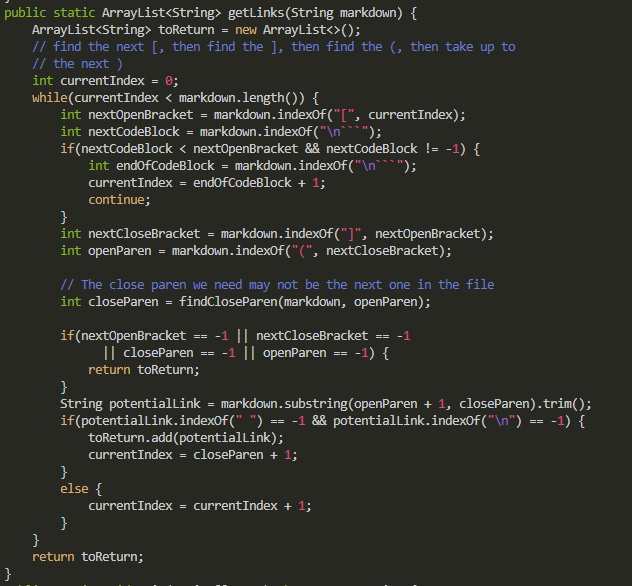 public static ArrayList<String> getLinks(String markdown) {
    ArrayList<String> toReturn = new ArrayList<>();
    // find the next [, then find the ], then find the (, then take up to
    // the next )
    int currentIndex = 0;
    while(currentIndex < markdown.length()) {
        int nextOpenBracket = markdown.indexOf("[", currentIndex);
        int nextCodeBlock = markdown.indexOf("\n```");
        if(nextCodeBlock < nextOpenBracket && nextCodeBlock != -1) {
            int endOfCodeBlock = markdown.indexOf("\n```");
            currentIndex = endOfCodeBlock + 1;
            continue;
        }
        int nextCloseBracket = markdown.indexOf("]", nextOpenBracket);
        int openParen = markdown.indexOf("(", nextCloseBracket);

        // The close paren we need may not be the next one in the file
        int closeParen = findCloseParen(markdown, openParen);

        if(nextOpenBracket == -1 || nextCloseBracket == -1
              || closeParen == -1 || openParen == -1) {
            return toReturn;
        }
        String potentialLink = markdown.substring(openParen + 1, closeParen).trim();
        if(potentialLink.indexOf(" ") == -1 && potentialLink.indexOf("\n") == -1) {
            toReturn.add(potentialLink);
            currentIndex = closeParen + 1;
        }
        else {
            currentIndex = currentIndex + 1;
        }
    }
    return toReturn;
}